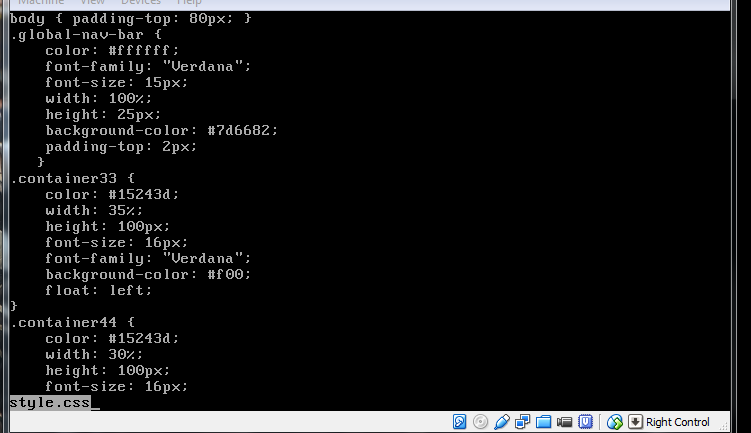 Machine View Devices Help
body { padding-top: 80px; }
.global-nav-bar {
    color: #ffffff;
    font-family: "Verdana";
    font-size: 15px;
    width: 100%;
    height: 25px;
    background-color: #7d6682;
    padding-top: 2px;
   }
.container33 {
    color: #15243d;
    width: 35%;
    height: 100px;
    font-size: 16px;
    font-family: "Verdana";
    background-color: #f00;
    float: left;
}
.container44 {
    color: #15243d;
    width: 30%;
    height: 100px;
    font-size: 16px;
style.css_
Right Control